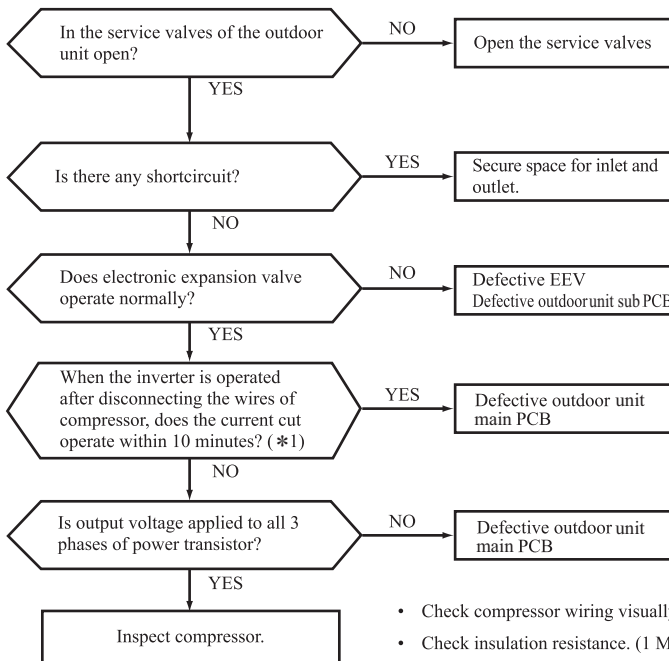 In the service valves of the outdoor
unit open?
NO
Open the service valves
YES
Is there any shortcircuit?
YES
Secure space for inlet and
outlet.
NO
Does electronic expansion valve
operate normally?
NO
Defective EEV
Defective outdoor unit sub PCB
YES
When the inverter is operated
after disconnecting the wires of
compressor, does the current cut
operate within 10 minutes? (✻1)
YES
Defective outdoor unit
main PCB
NO
Is output voltage applied to all 3
phases of power transistor?
NO
Defective outdoor unit
main PCB
YES
Inspect compressor.
• Check compressor wiring visually
• Check insulation resistance. (1 M